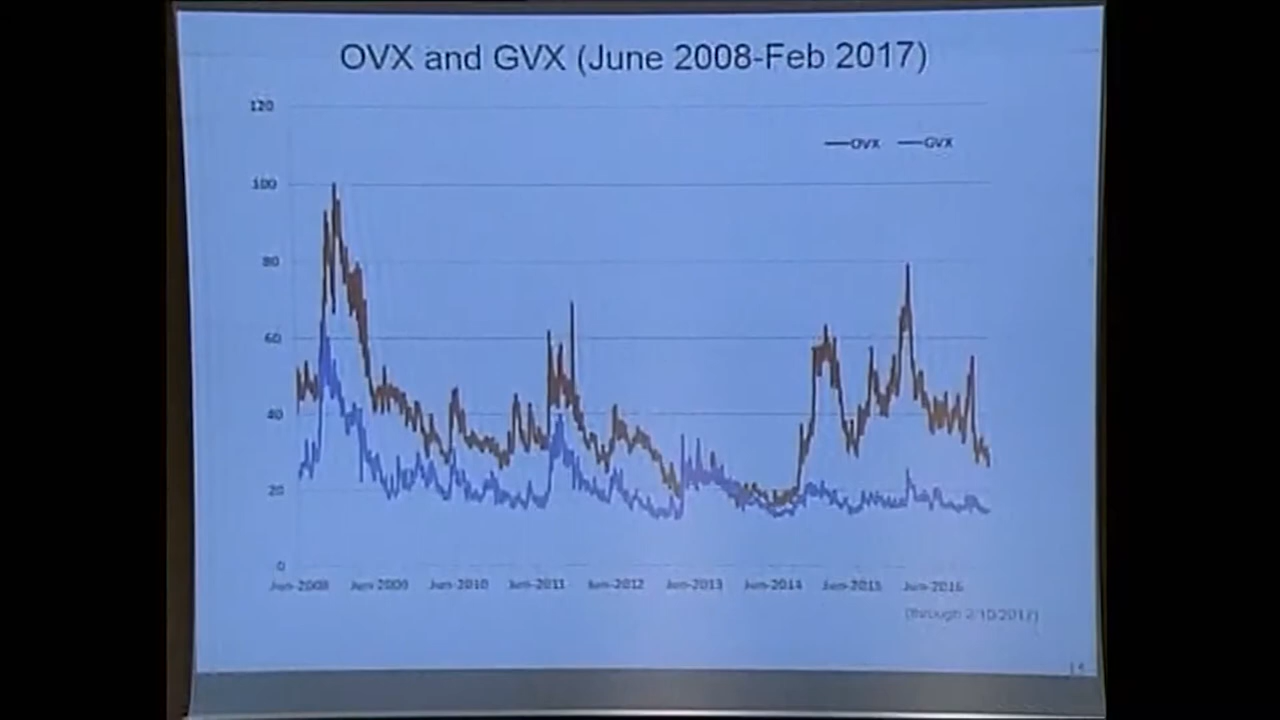 OVX and GVX (June 2008-Feb 2017)
120
OVX GVX
100
80
60
40
20
0
Jun-2008 Jun-2009 Jun-2010 Jun-2011 Jun-2012 Jun-2013 Jun-2014 Jun-2015 Jun-2016
(through 2/10/2017)